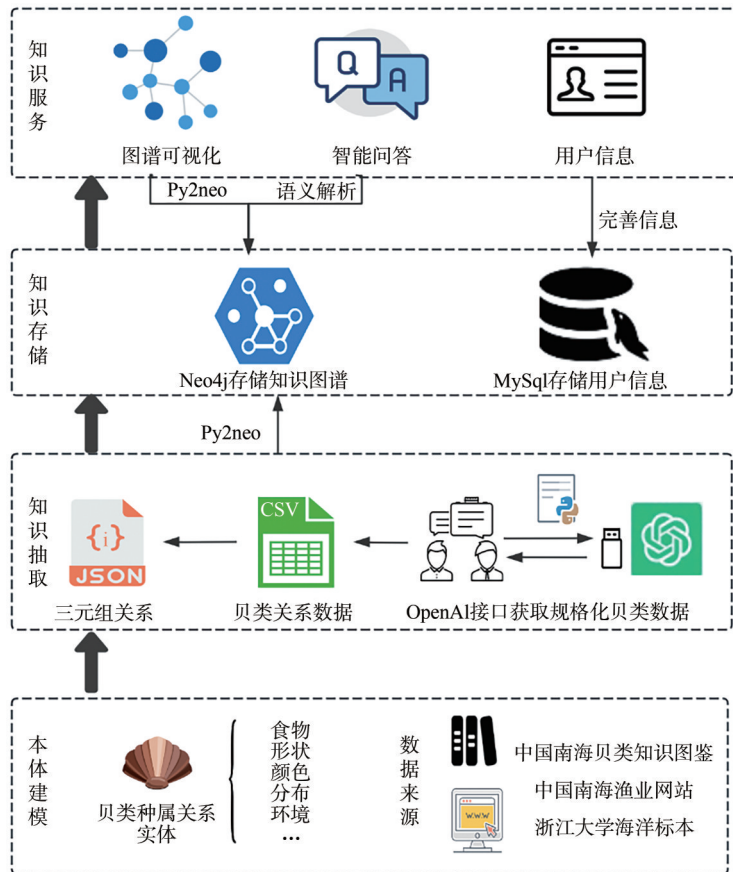 知识服务
Q
A
图谱可视化
智能问答
用户信息
Py2neo
语义解析
完善信息
知识存储
Neo4j存储知识图谱
MySql存储用户信息
Py2neo
知识抽取
{i}
JSON
CSV
三元组关系
贝类关系数据
OpenAI接口获取规格化贝类数据
本体建模
贝类种属关系
实体
食物
形状
颜色
分布
环境
...
数据来源
W.W.W
中国南海贝类知识图鉴
中国南海渔业网站
浙江大学海洋标本